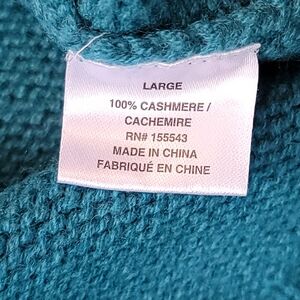 LARGE
100% CASHMERE /
CACHEMIRE
RN# 155543
MADE IN CHINA
FABRIQUÉ EN CHINE